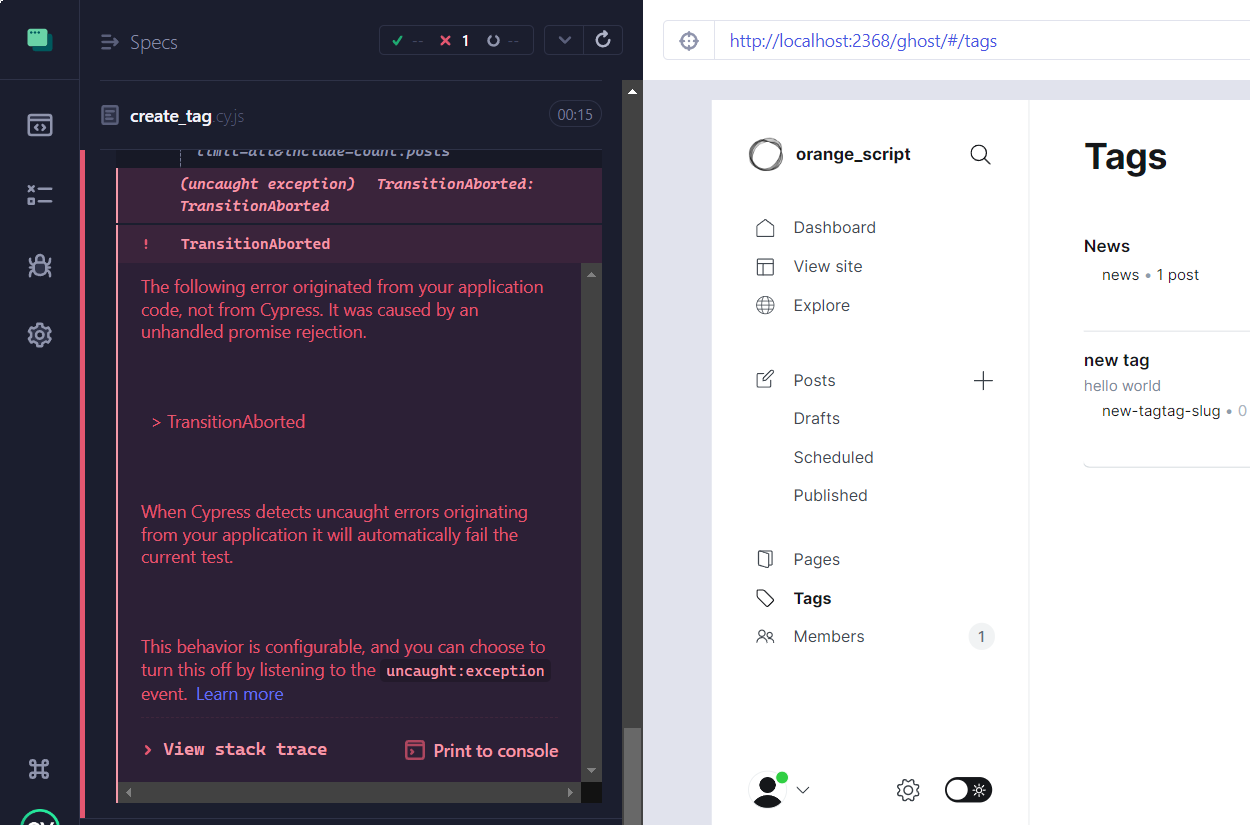 Specs
-- 1 --
create_tag.cy.js
00:15
limit=all&include=count.posts
(uncaught exception) TransitionAborted:
TransitionAborted
! TransitionAborted
The following error originated from your application
code, not from Cypress. It was caused by an
unhandled promise rejection.
> TransitionAborted
When Cypress detects uncaught errors originating
from your application it will automatically fail the
current test.
This behavior is configurable, and you can choose to
turn this off by listening to the uncaught:exception
event. Learn more
View stack trace
Print to console
http://localhost:2368/ghost/#/tags
orange_script
Dashboard
View site
Explore
Posts
Drafts
Scheduled
Published
Pages
Tags
Members
1
Tags
News
news • 1 post
new tag
hello world
new-tagtag-slug • 0